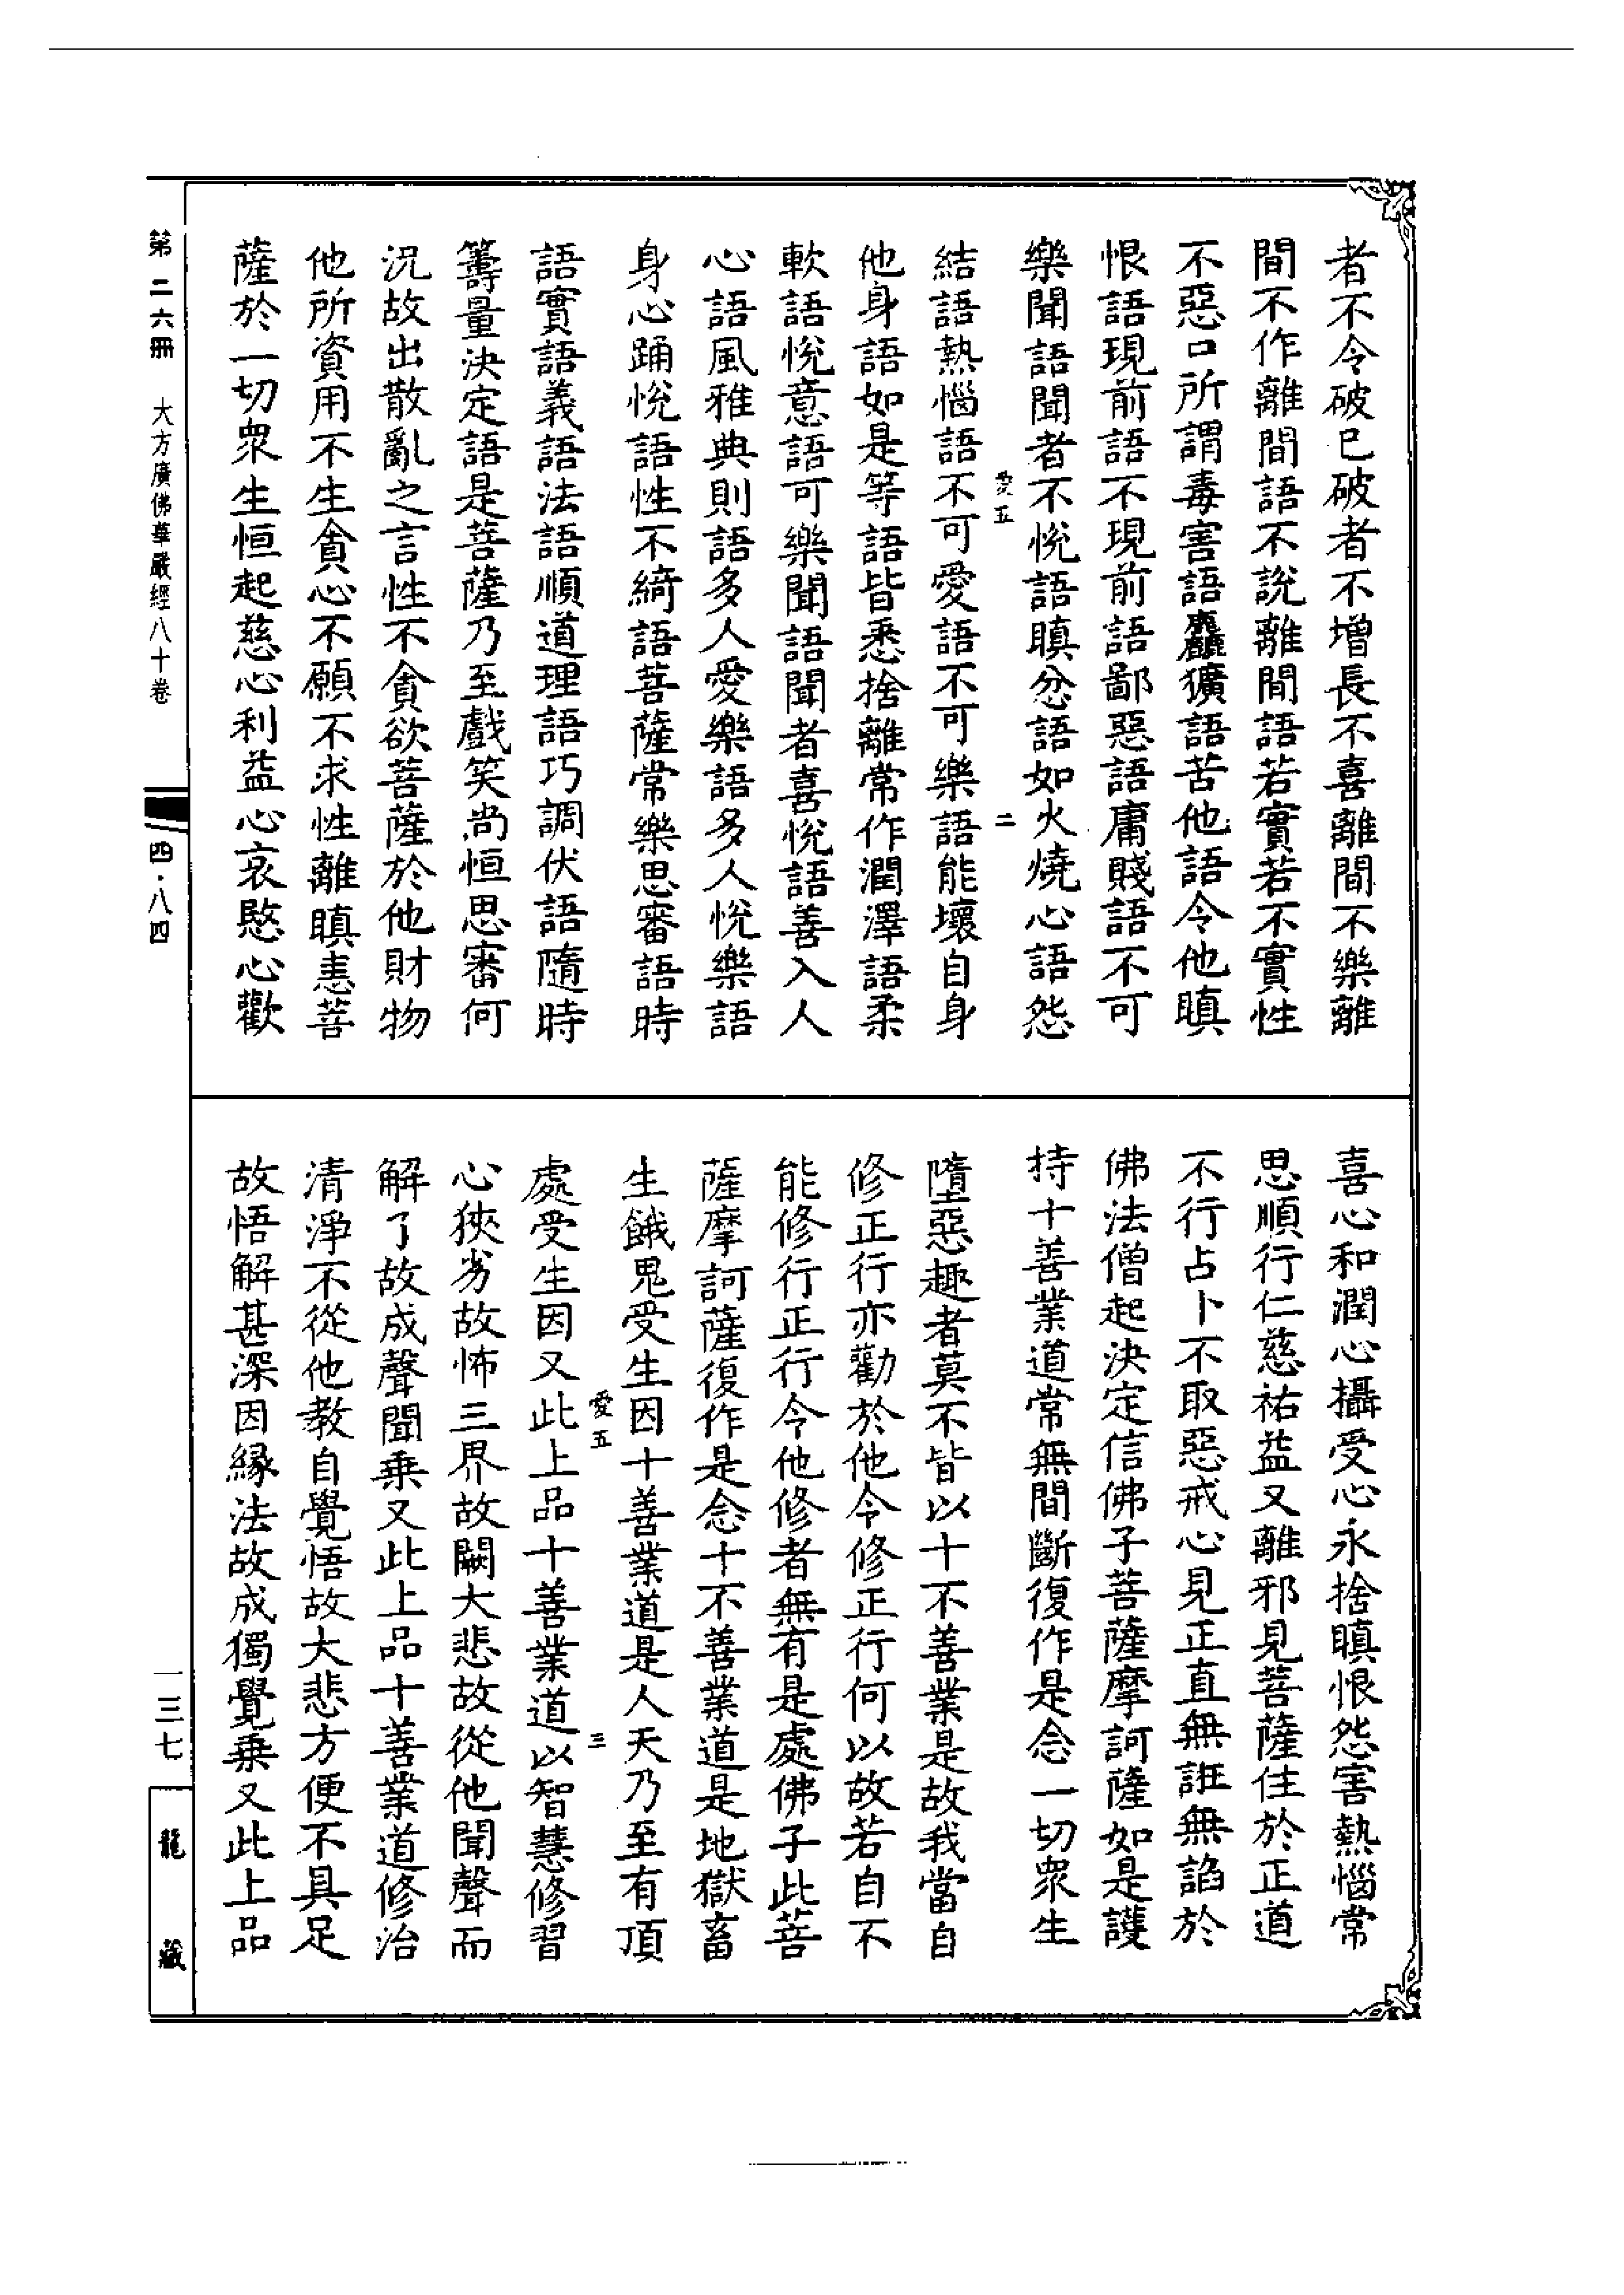 者不令破已破者不增長不喜離間不樂離
間不作離間語不說離間語若實若不實性
不惡口所謂毒害語麤獷語苦他語令他瞋
恨語現前語不現前語鄙惡語庸賤語不可
樂聞語聞者不悅語瞋忿語如火燒心語怨
愛五
二
結語熱惱語不可愛語不可樂語能壞自身
他身語如是等語皆悉捨離常作潤澤語柔
軟語悅意語可樂聞語聞者喜悅語善入人
心語風雅典則語多人愛樂語多人悅樂語
身心踊悅語性不綺語菩薩常樂思審語時
語實語義語法語順道理語巧調伏語隨時
籌量決定語是菩薩乃至戲笑尚恒思審何
況故出散亂之言性不貪欲菩薩於他財物
他所資用不生貪心不願不求性離瞋恚菩
薩於一切眾生恒起慈心利益心哀愍心歡
喜心和潤心攝受心永捨瞋恨怨害熱惱常
思順行仁慈祐益又離邪見菩薩住於正道
不行占卜不取惡戒心見正直無誑無諂於
佛法僧起決定信佛子菩薩摩訶薩如是護
持十善業道常無間斷復作是念一切眾生
墮惡趣者莫不皆以十不善業是故我當自
修正行亦勸於他令修正行何以故若自不
能修行正行令他修者無有是處佛子此菩
薩摩訶薩復作是念十不善業道是地獄畜
生餓鬼受生因十善業道是人天乃至有頂
愛五
三
處受生因又此上品十善業道以智慧修習
心狹劣故怖三界故闕大悲故從他聞聲而
解了故成聲聞乘又此上品十善業道修治
清淨不從他教自覺悟故大悲方便不具足
故悟解甚深因緣法故成獨覺乘又此上品
第二六冊 大方廣佛華嚴經八十卷
四·八四
一三七
龍藏